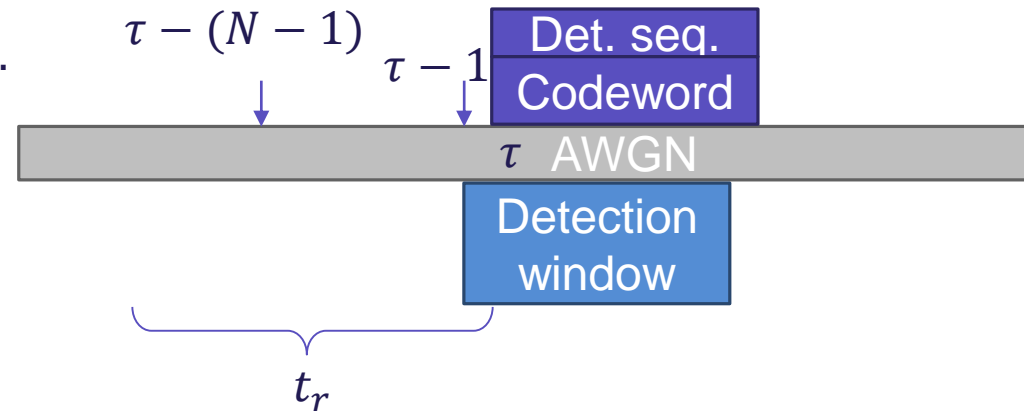 τ − (N − 1)
.
τ − 1
Det. seq.
Codeword
τ AWGN
Detection
window
t_r